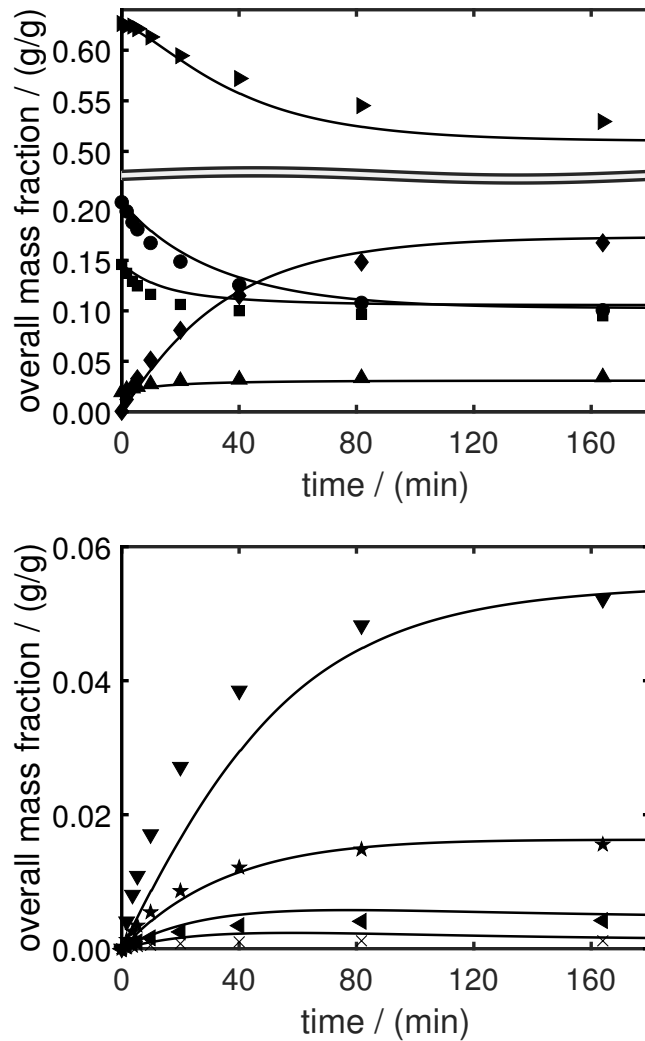 overall mass fraction / (g/g)
0.60
0.55
0.50
0.20
0.15
0.10
0.05
0.00
0 40 80 120 160
time / (min)
overall mass fraction / (g/g)
0.06
0.04
0.02
0.00
0 40 80 120 160
time / (min)